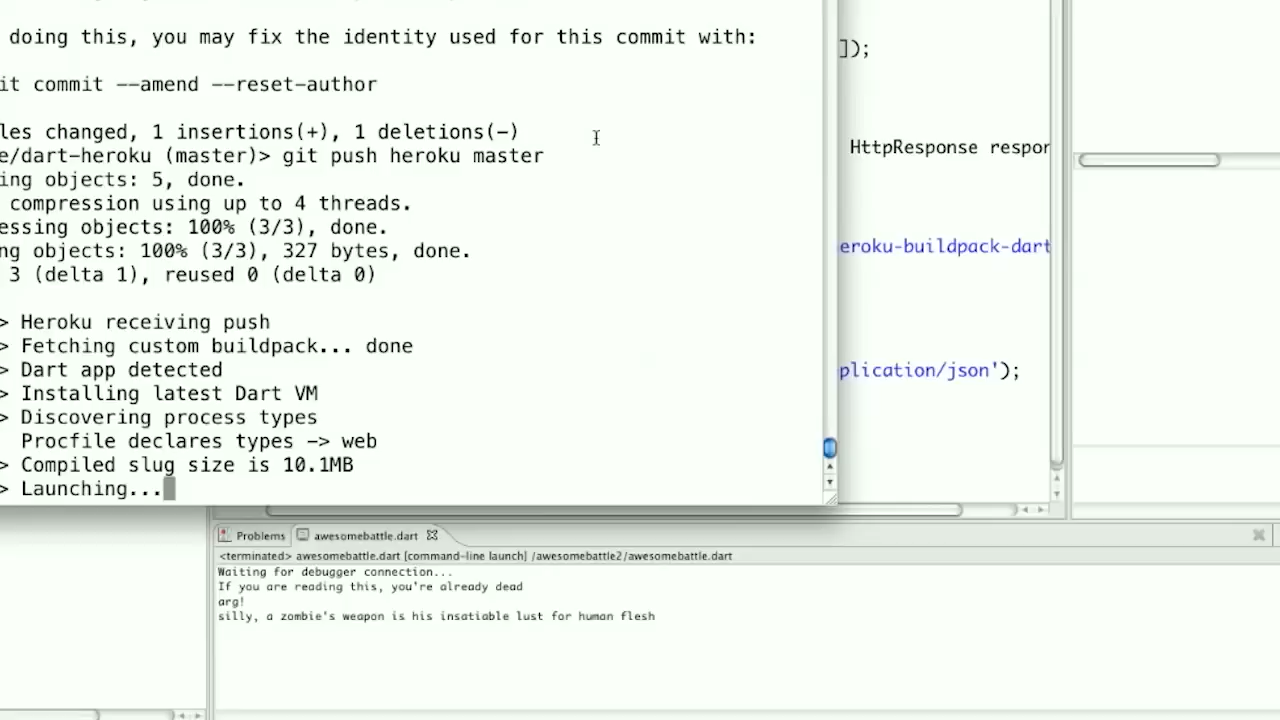 doing this, you may fix the identity used for this commit with:
it commit --amend --reset-author
les changed, 1 insertions(+), 1 deletions(-)
e/dart-heroku (master)> git push heroku master
ing objects: 5, done.
compression using up to 4 threads.
essing objects: 100% (3/3), done.
ng objects: 100% (3/3), 327 bytes, done.
3 (delta 1), reused 0 (delta 0)
> Heroku receiving push
> Fetching custom buildpack... done
> Dart app detected
> Installing latest Dart VM
> Discovering process types
Procfile declares types -> web
> Compiled slug size is 10.1MB
> Launching...
]);
HttpResponse respor
eroku-buildpack-dart
plication/json');
Problems awesomebattle.dart
<terminated> awesomebattle.dart [command-line launch] /awesomebattle2/awesomebattle.dart
Waiting for debugger connection...
If you are reading this, you're already dead
arg!
silly, a zombie's weapon is his insatiable lust for human flesh